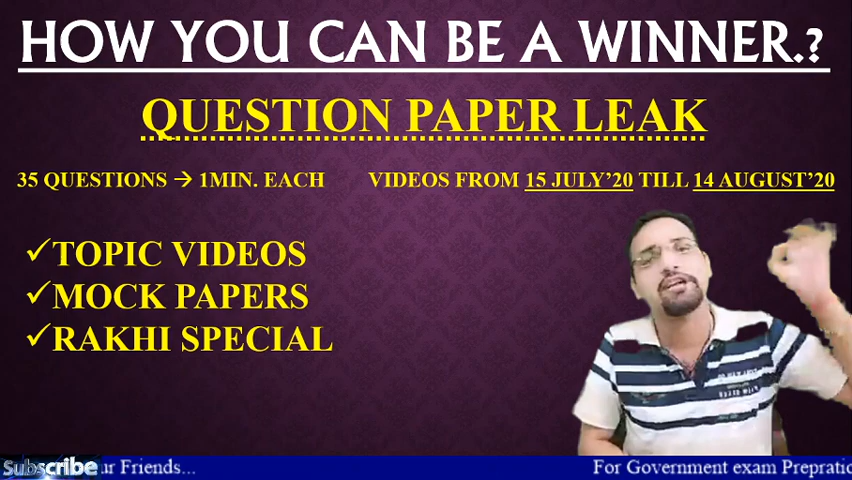 HOW YOU CAN BE A WINNER.?
QUESTION PAPER LEAK
35 QUESTIONS → 1MIN. EACH VIDEOS FROM 15 JULY'20 TILL 14 AUGUST'20
✓TOPIC VIDEOS
✓MOCK PAPERS
✓RAKHI SPECIAL
Subscribe ur Friends... For Government exam Prepratio